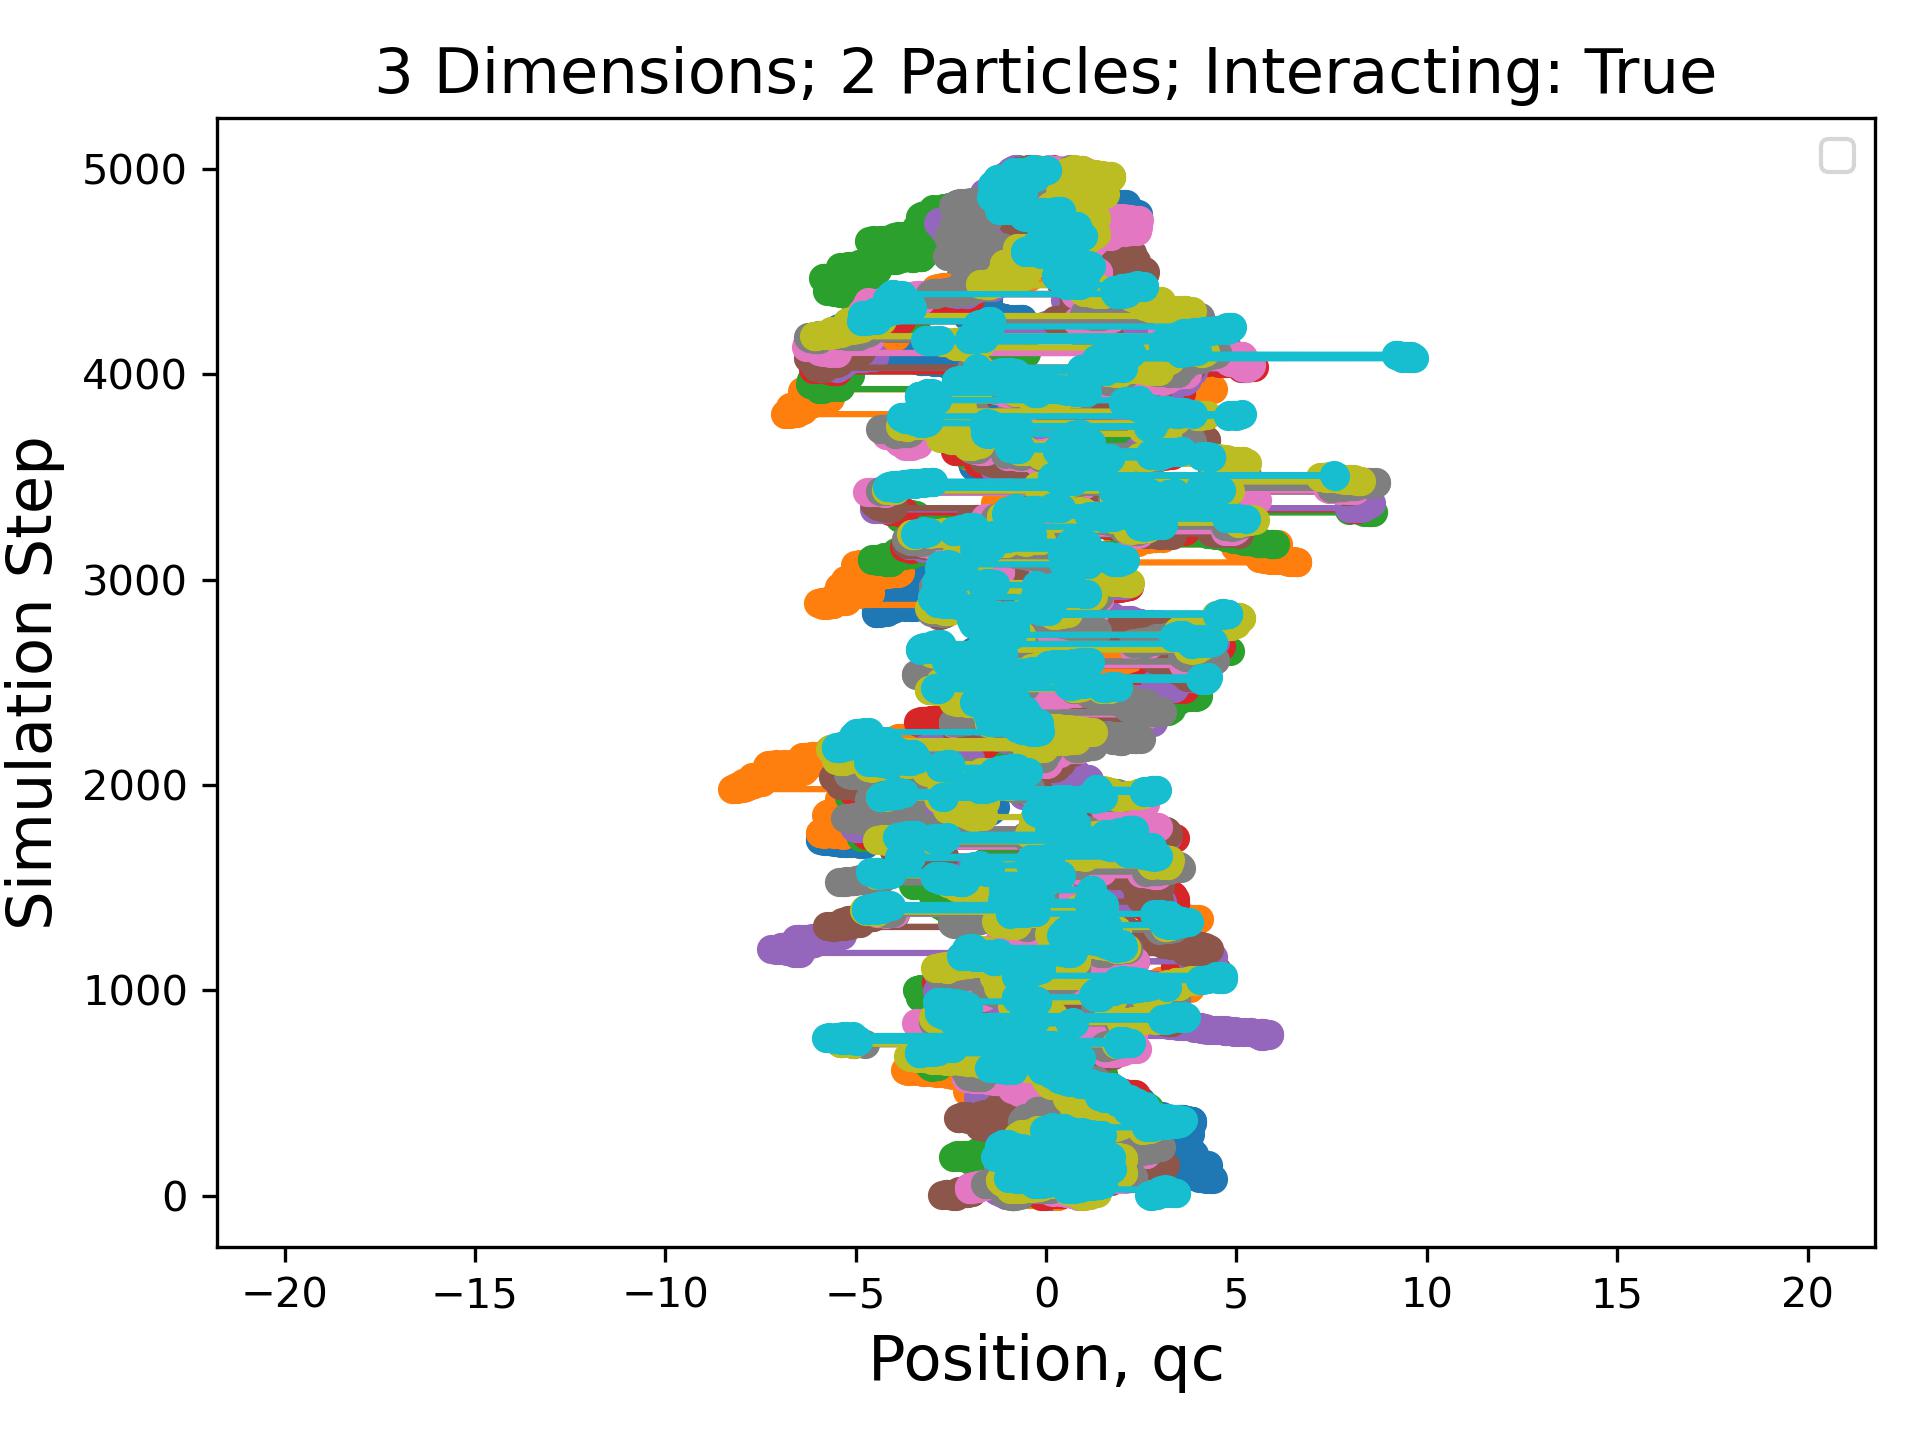 3 Dimensions; 2 Particles; Interacting: True
Simulation Step
5000
4000
3000
2000
1000
0
−20 −15 −10 −5 0 5 10 15 20
Position, qc